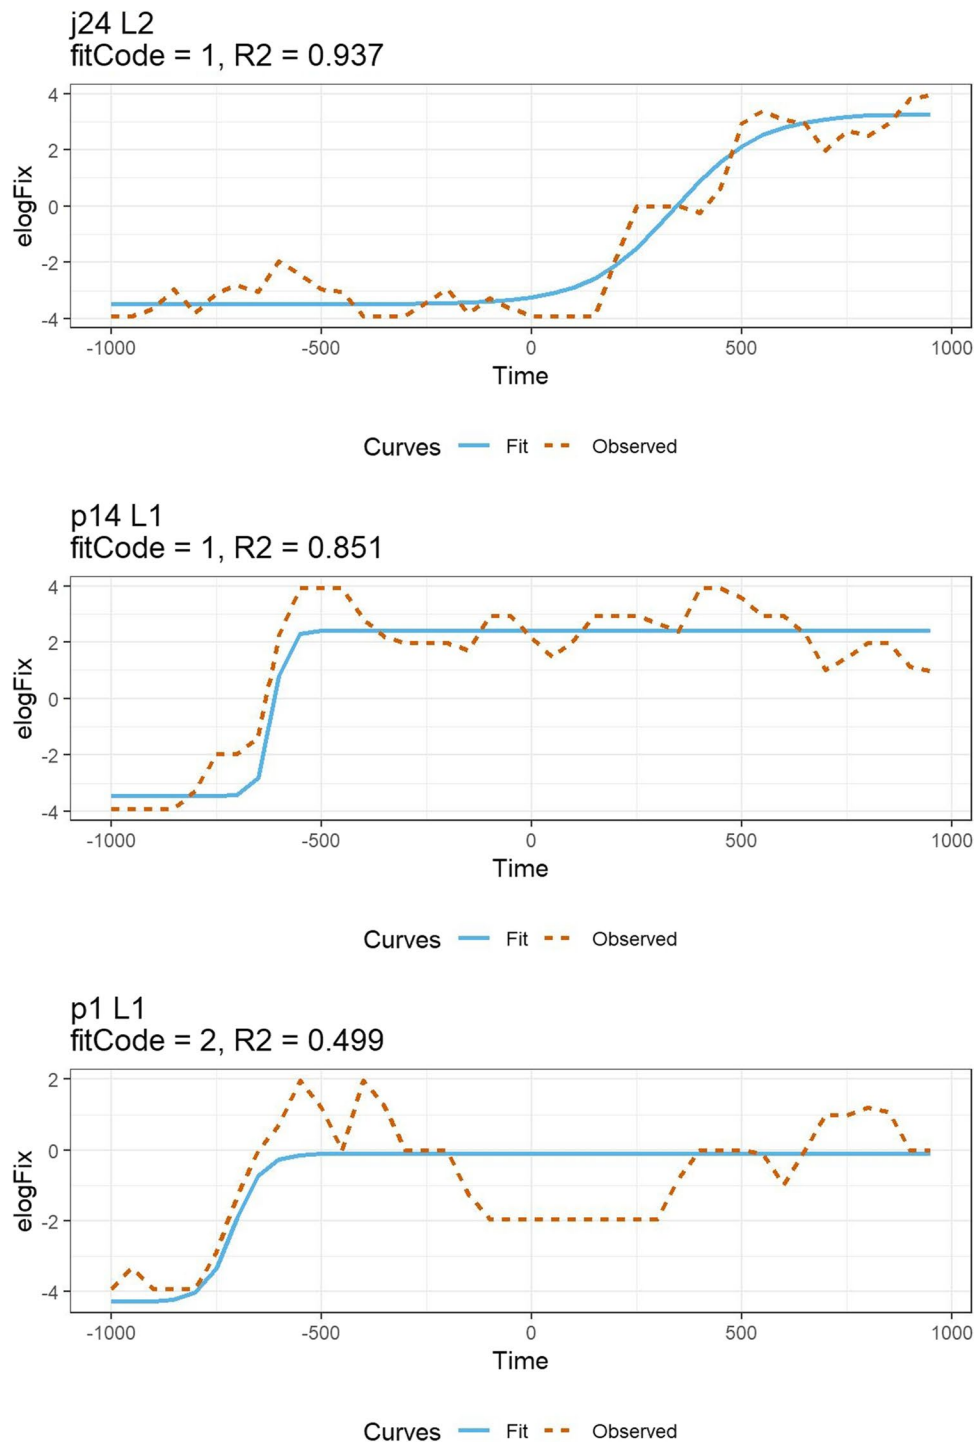 j24 L2
fitCode = 1, R2 = 0.937
4
2
0
-2
-4
elogFix
-1000 -500 0 500 1000
Time
Curves Fit Observed
p14 L1
fitCode = 1, R2 = 0.851
4
2
0
-2
-4
elogFix
-1000 -500 0 500 1000
Time
Curves Fit Observed
p1 L1
fitCode = 2, R2 = 0.499
2
0
-2
-4
elogFix
-1000 -500 0 500 1000
Time
Curves Fit Observed